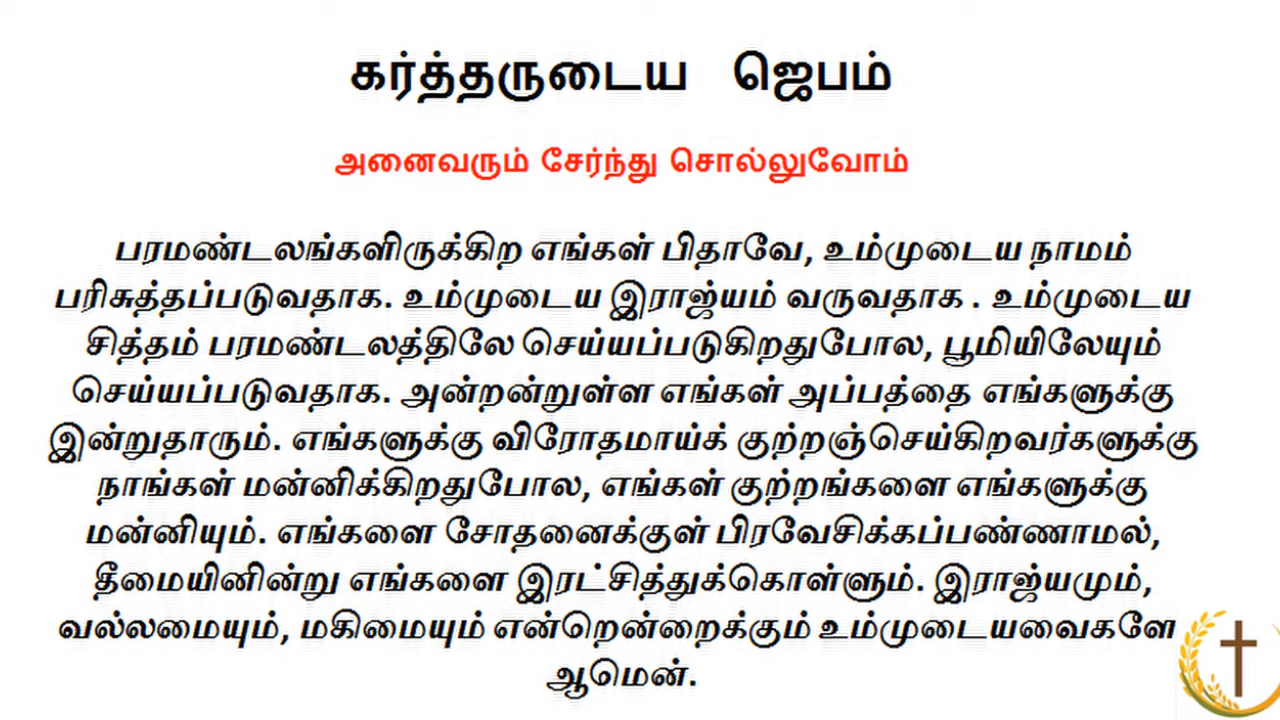 கர்த்தருடைய ஜெபம்
அனைவரும் சேர்ந்து சொல்லுவோம்
பரமண்டலங்களிருக்கிற எங்கள் பிதாவே, உம்முடைய நாமம்
பரிசுத்தப்படுவதாக. உம்முடைய இராஜ்யம் வருவதாக . உம்முடைய
சித்தம் பரமண்டலத்திலே செய்யப்படுகிறதுபோல, பூமியிலேயும்
செய்யப்படுவதாக. அன்றன்றுள்ள எங்கள் அப்பத்தை எங்களுக்கு
இன்றுதாரும். எங்களுக்கு விரோதமாய்க் குற்றஞ்செய்கிறவர்களுக்கு
நாங்கள் மன்னிக்கிறதுபோல, எங்கள் குற்றங்களை எங்களுக்கு
மன்னியும். எங்களை சோதனைக்குள் பிரவேசிக்கப்பண்ணாமல்,
தீமையினின்று எங்களை இரட்சித்துக்கொள்ளும். இராஜ்யமும்,
வல்லமையும், மகிமையும் என்றென்றைக்கும் உம்முடையவைகளே
ஆமென்.